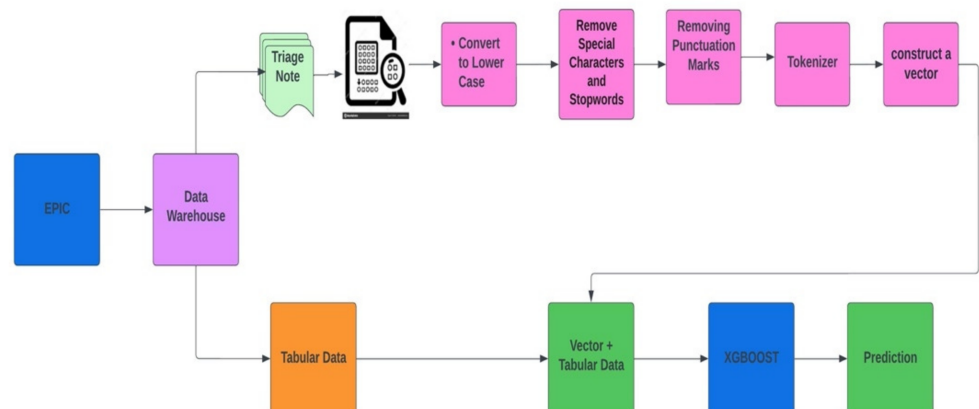 Triage
Note
• Convert
to Lower
Case
Remove
Special
Characters
and
Stopwords
Removing
Punctuation
Marks
Tokenizer
construct a
vector
EPIC
Data
Warehouse
Tabular Data
Vector +
Tabular Data
XGBOOST
Prediction